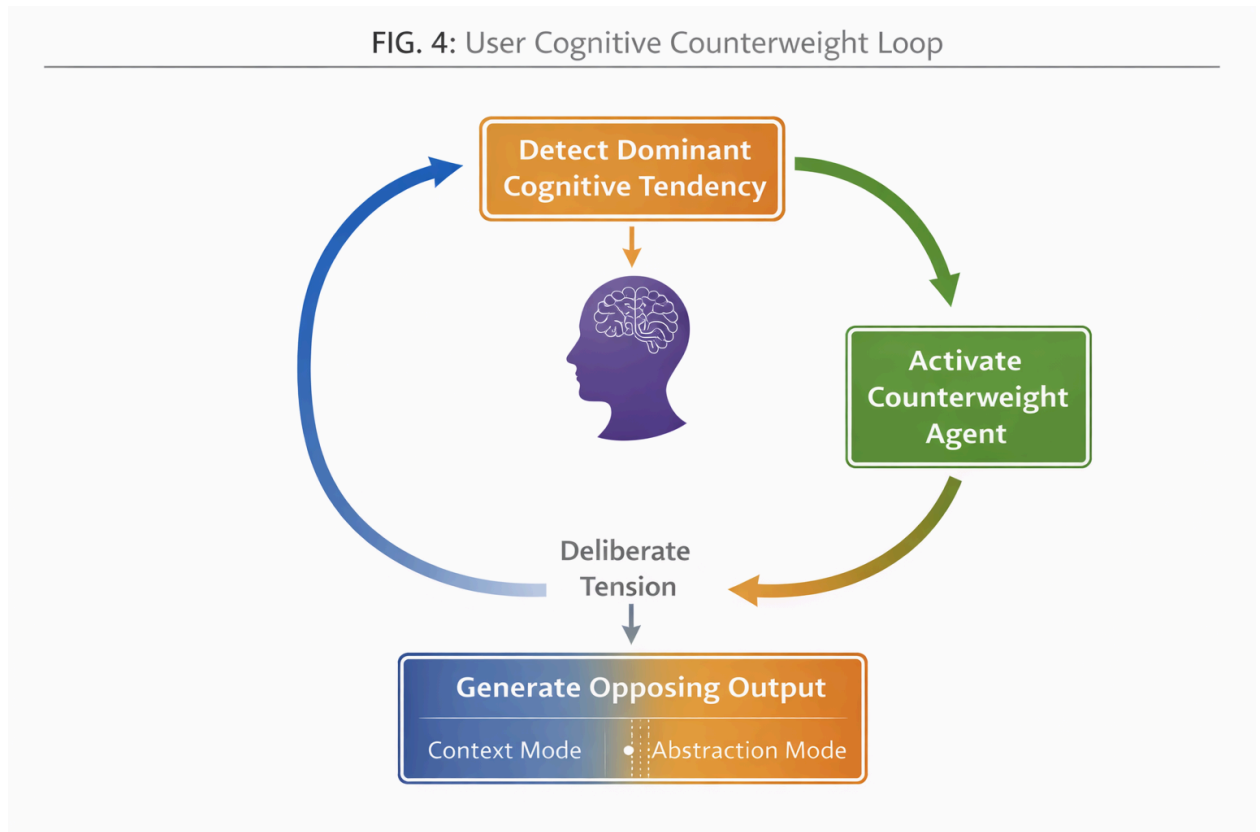 FIG. 4: User Cognitive Counterweight Loop
Detect Dominant
Cognitive Tendency
Activate
Counterweight
Agent
Deliberate
Tension
Generate Opposing Output
Context Mode
Abstraction Mode